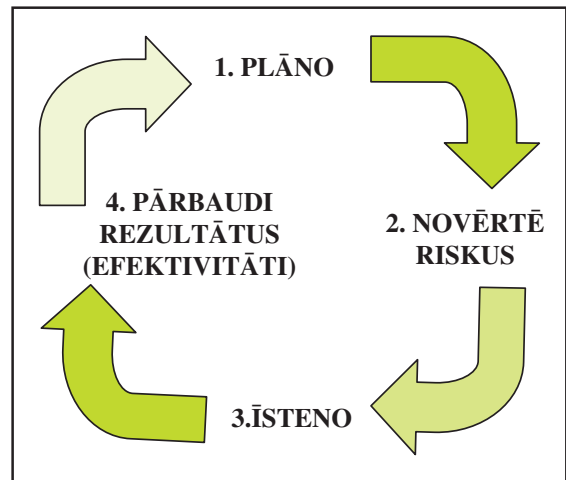 1. PLĀNO
2. NOVĒRTĒ
RISKUS
3.ĪSTENO
4. PĀRBAUDI
REZULTĀTUS
(EFEKTIVITĀTI)